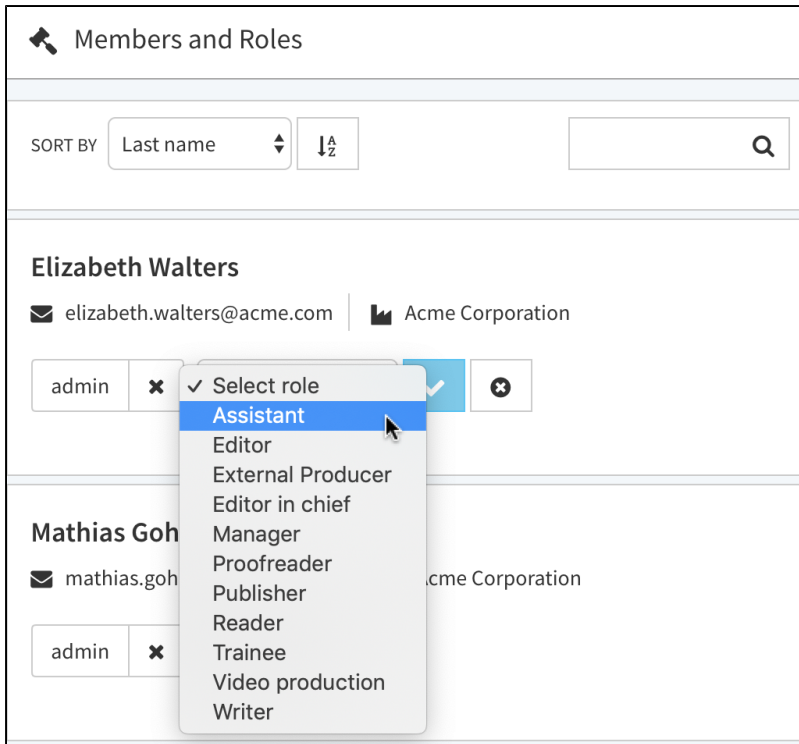 Members and Roles
SORT BY Last name A Z
Elizabeth Walters
elizabeth.walters@acme.com Acme Corporation
admin
Select role
Assistant
Editor
External Producer
Editor in chief
Manager
Proofreader
Publisher
Reader
Trainee
Video production
Writer
Mathias Goh
mathias.goh cme Corporation
admin